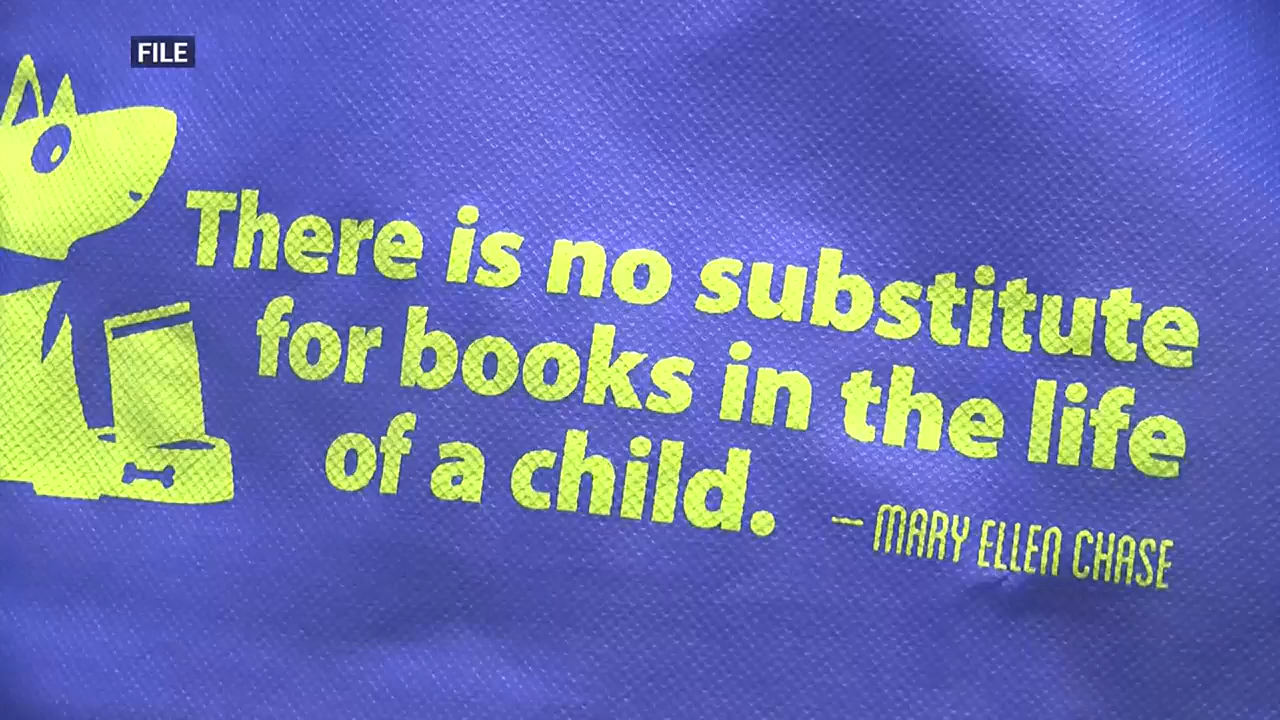 FILE
There is no substitute
for books in the life
of a child.
– MARY ELLEN CHASE